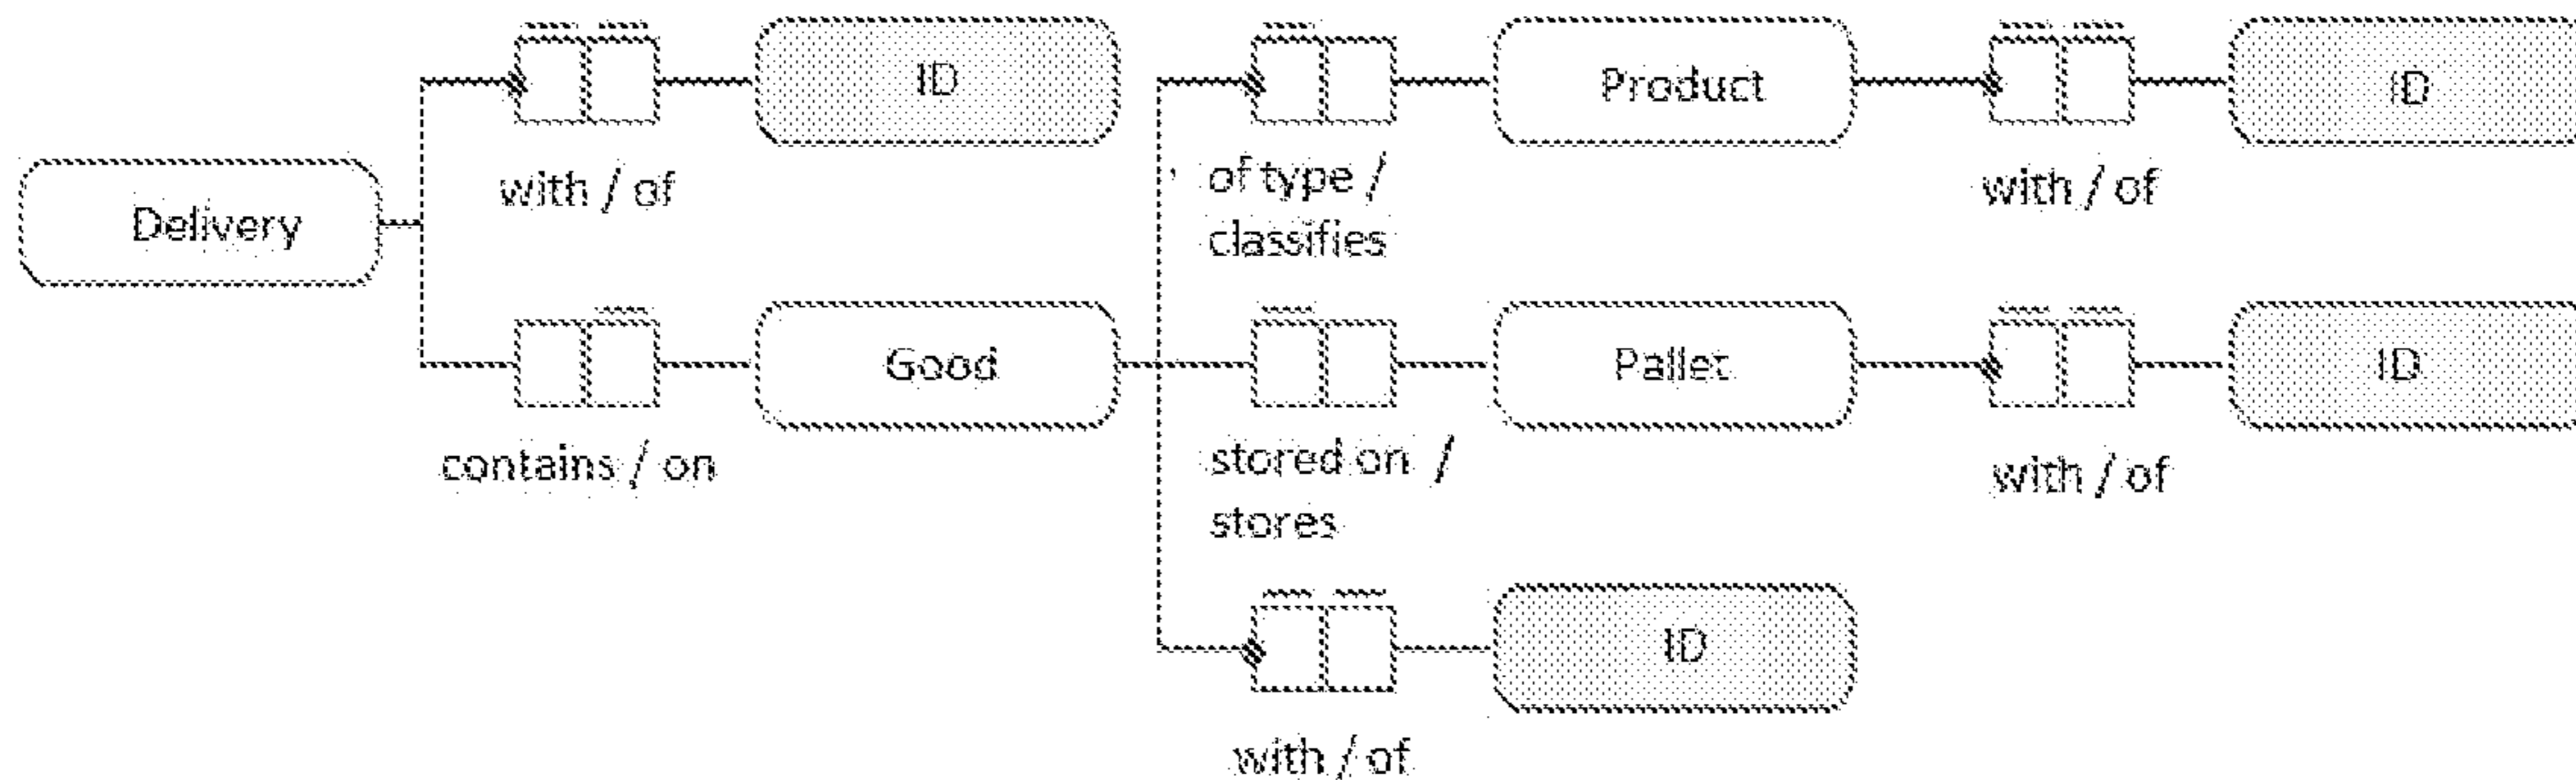 ID
Product
ID
with / of
of type /
classifies
with / of
Delivery
Good
Pallet
ID
contains / on
stored on /
stores
with / of
ID
with / of